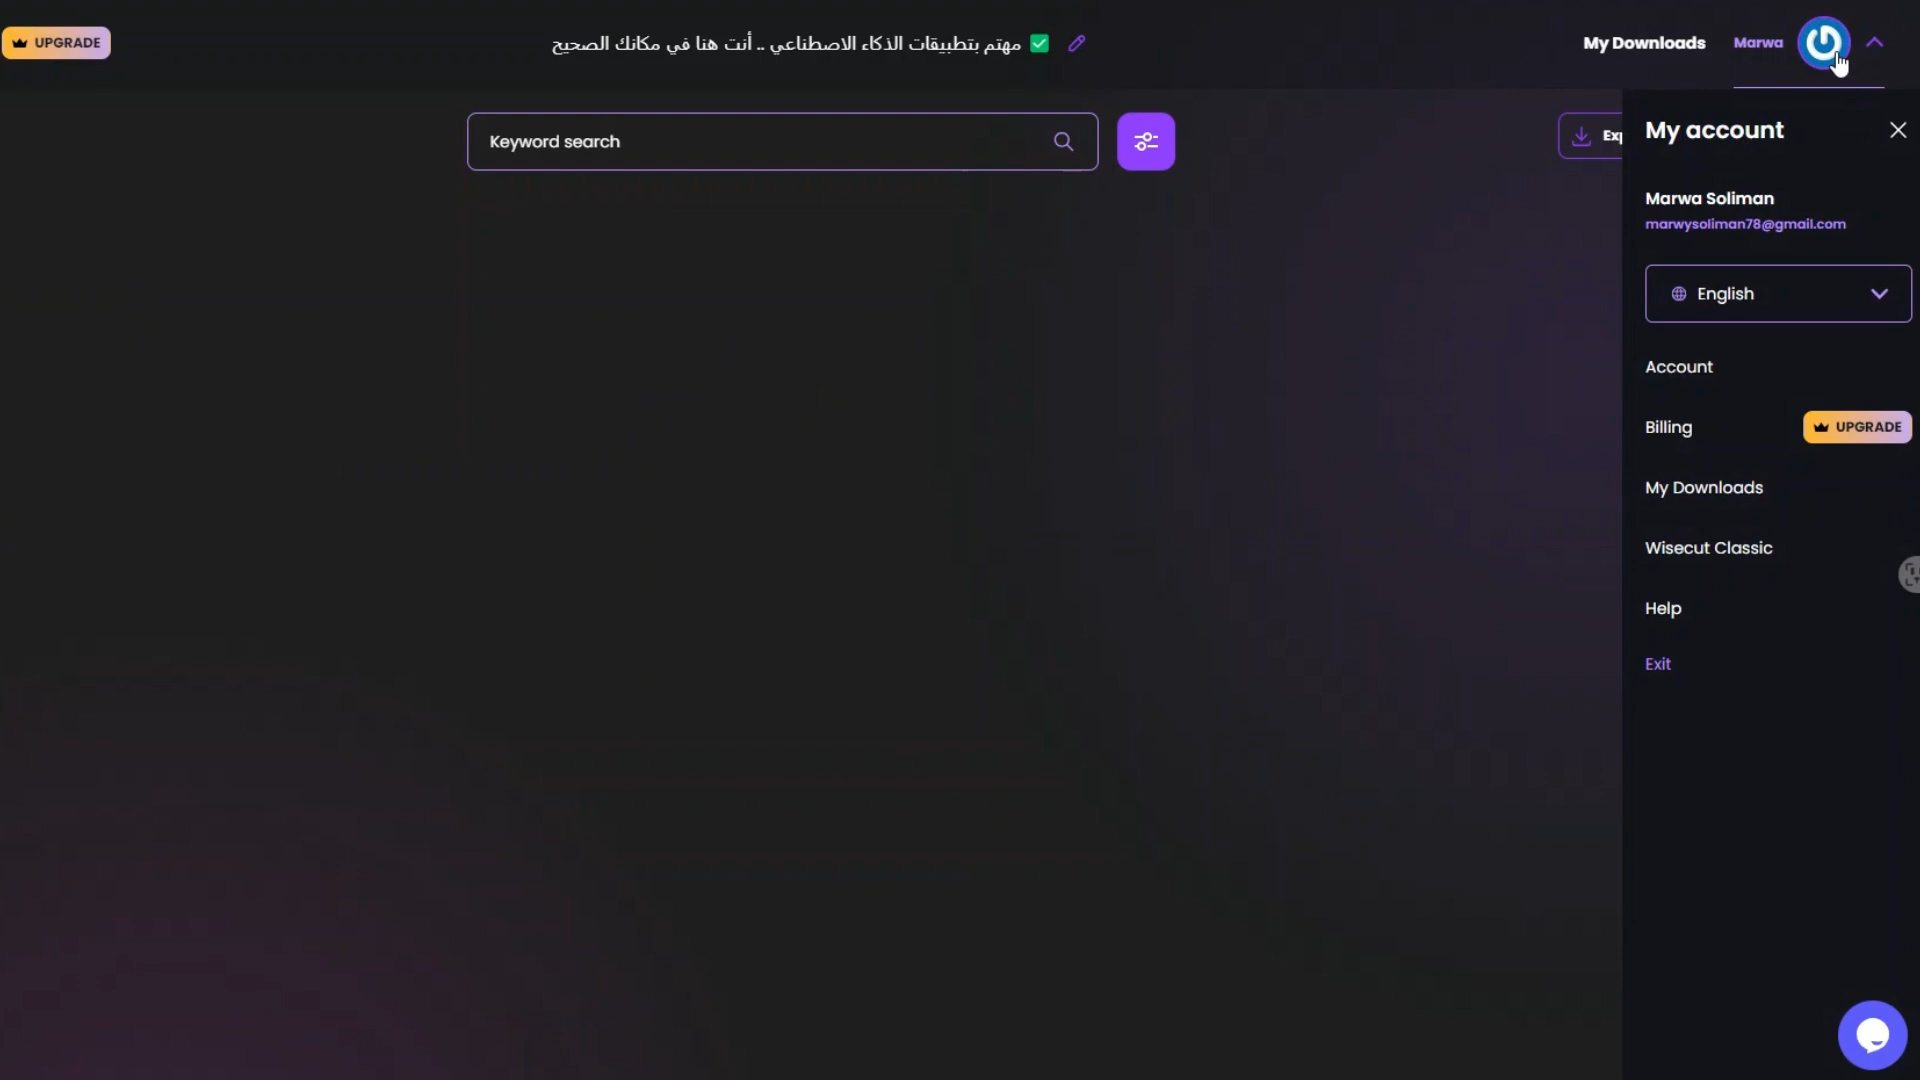 UPGRADE
مهتم بتطبيقات الذكاء الاصطناعي .. أنت هنا في مكانك الصحيح
My Downloads
Marwa
Keyword search
Exp
My account
Marwa Soliman
marwysoliman78@gmail.com
English
Account
Billing
UPGRADE
My Downloads
Wisecut Classic
Help
Exit